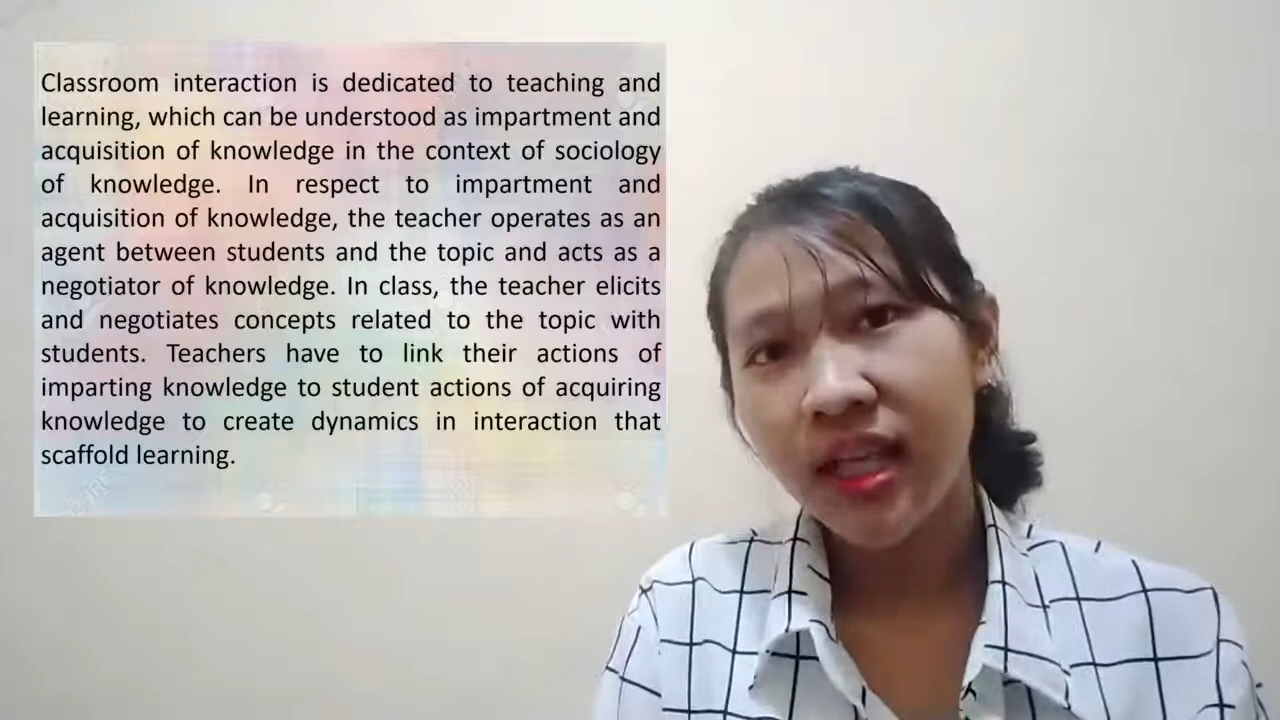 Classroom interaction is dedicated to teaching and
learning, which can be understood as impartment and
acquisition of knowledge in the context of sociology
of knowledge. In respect to impartment and
acquisition of knowledge, the teacher operates as an
agent between students and the topic and acts as a
negotiator of knowledge. In class, the teacher elicits
and negotiates concepts related to the topic with
students. Teachers have to link their actions of
imparting knowledge to student actions of acquiring
knowledge to create dynamics in interaction that
scaffold learning.